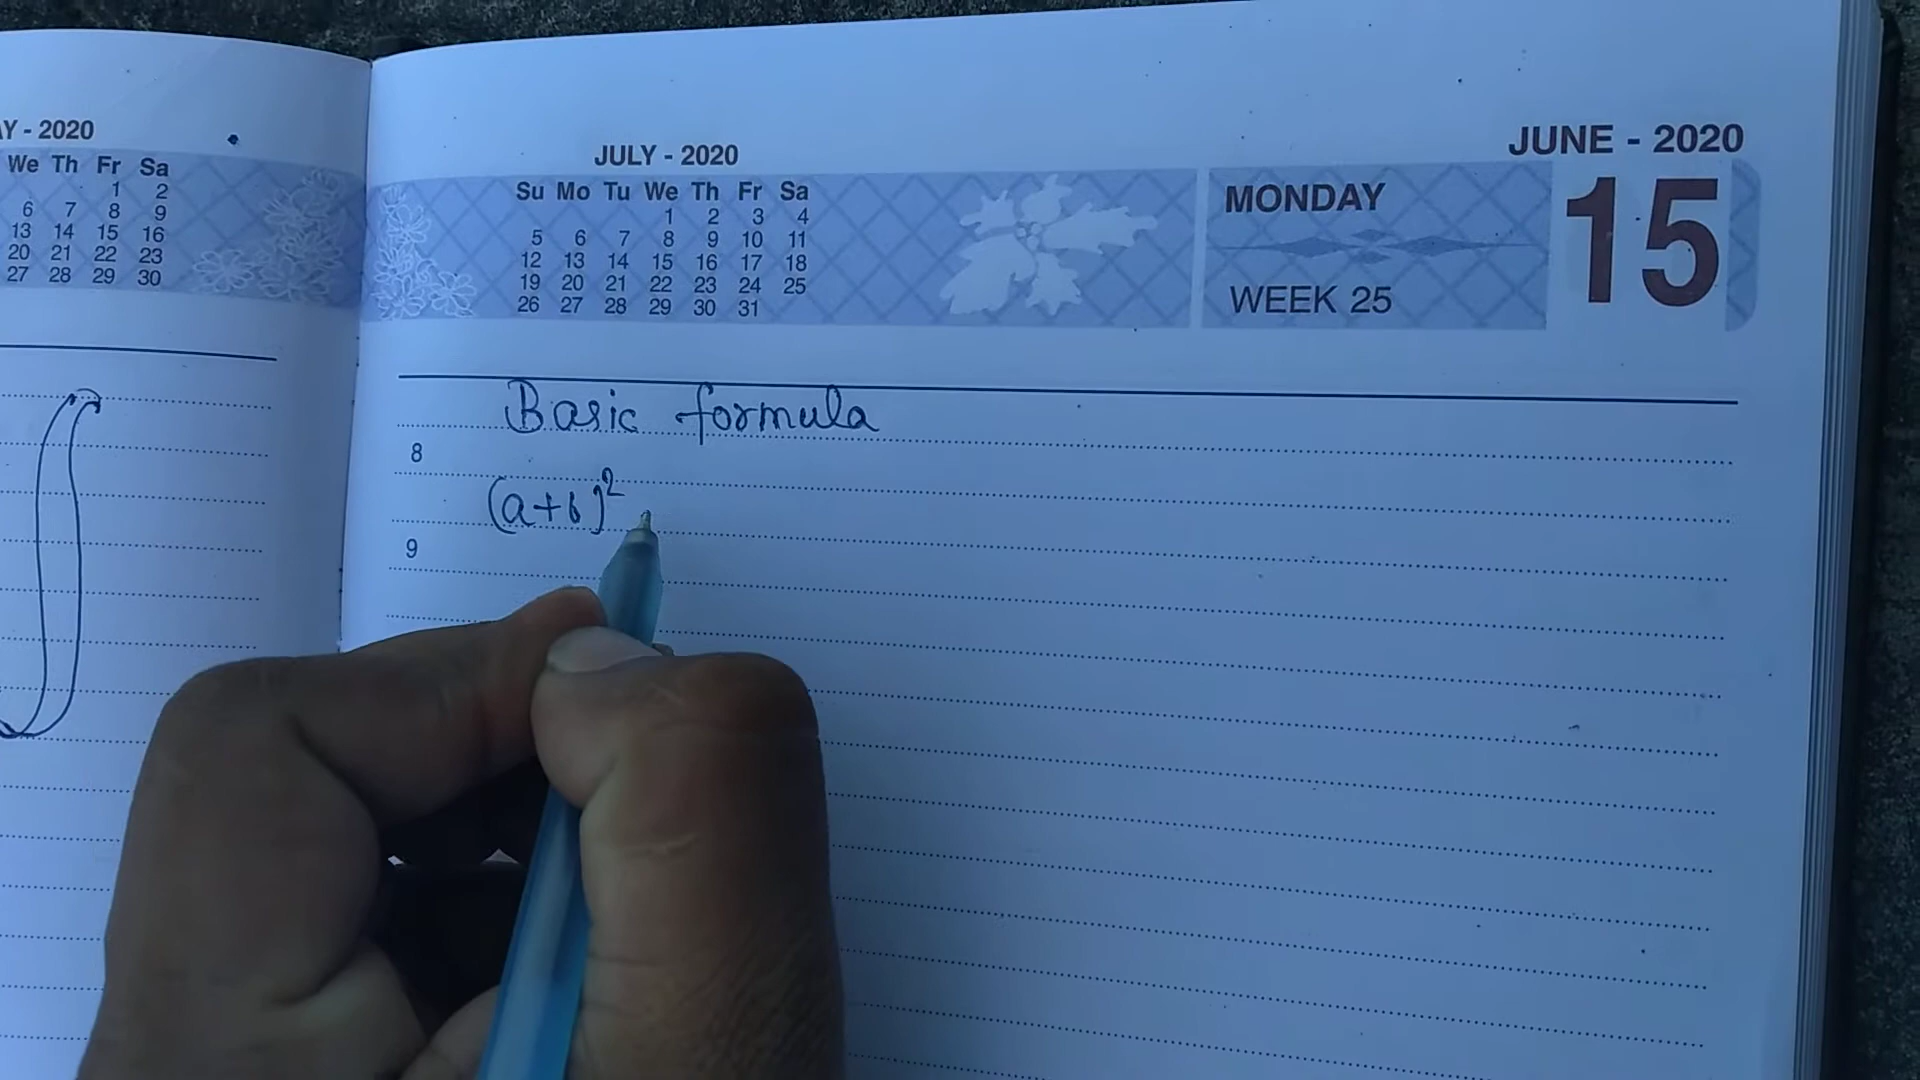 AY - 2020
We Th Fr Sa
1 2
6 7 8 9
13 14 15 16
20 21 22 23
27 28 29 30
JULY - 2020
Su Mo Tu We Th Fr Sa
1 2 3 4
5 6 7 8 9 10 11
12 13 14 15 16 17 18
19 20 21 22 23 24 25
26 27 28 29 30 31
JUNE - 2020
MONDAY
15
WEEK 25
Basic formula
8
(a+b)²
9